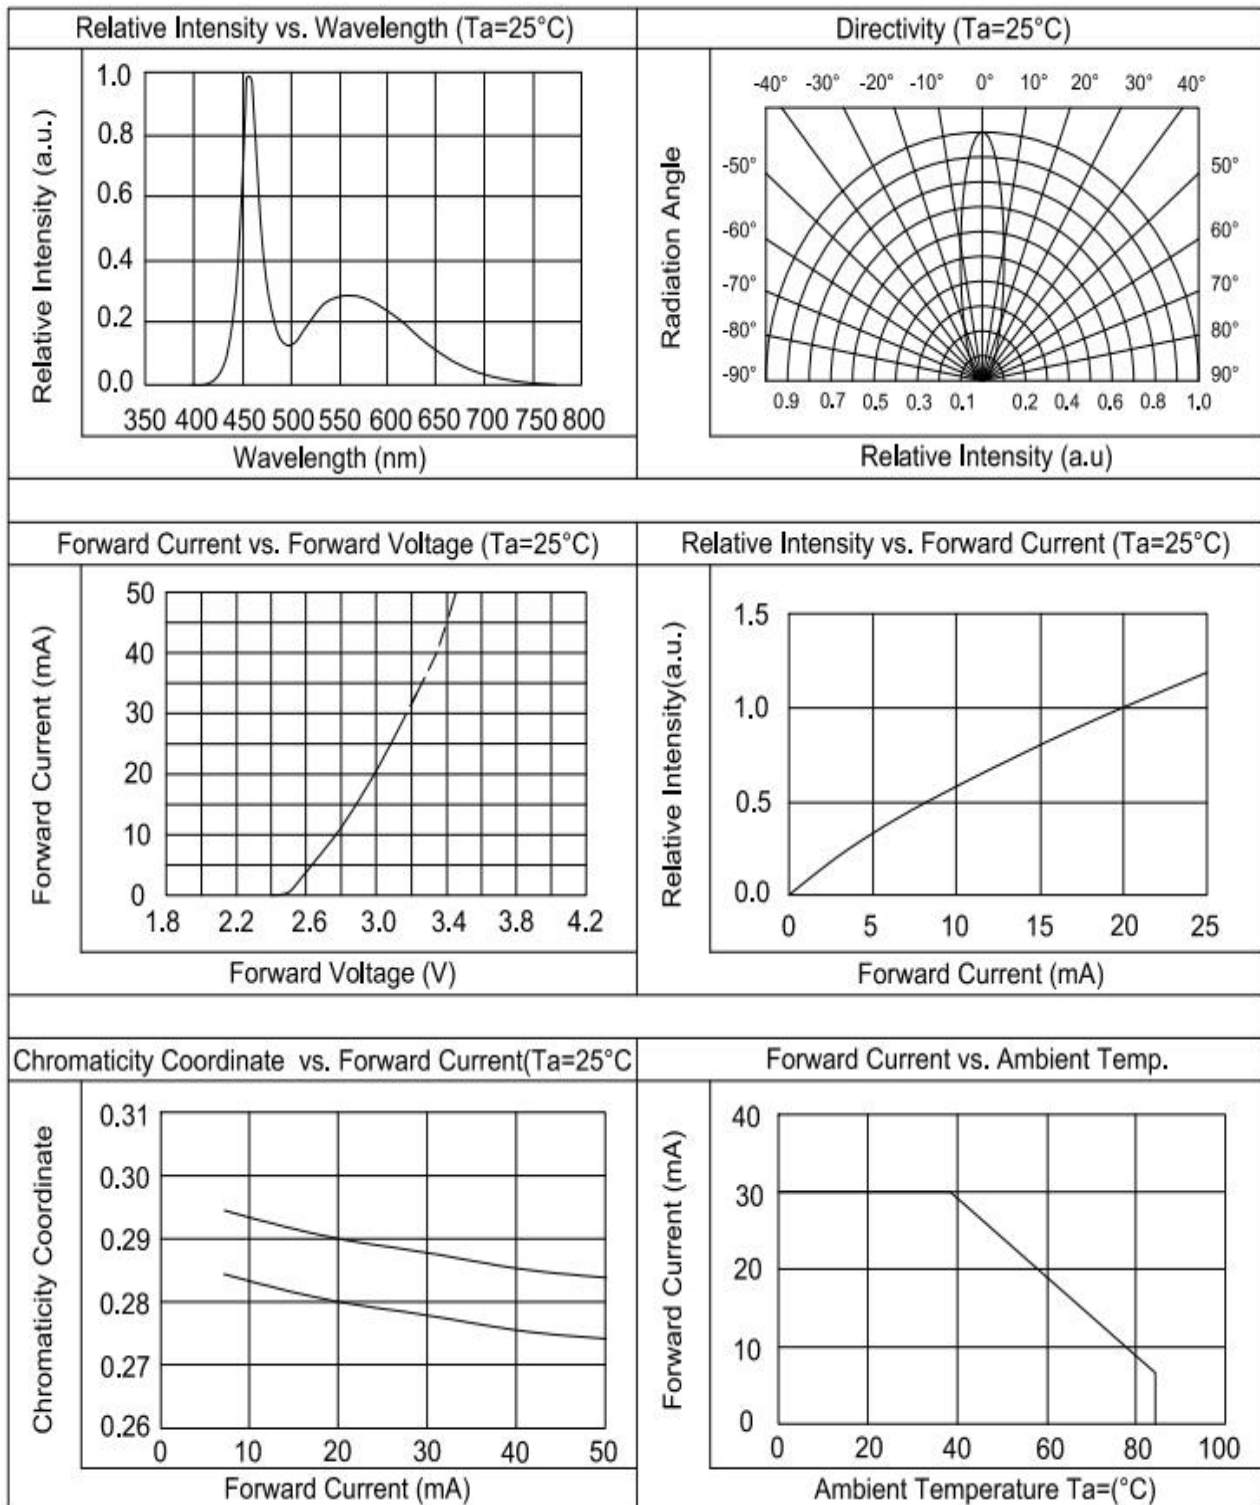 Relative Intensity vs. Wavelength (Ta=25°C)
Relative Intensity (a.u.)
1.0
0.8
0.6
0.4
0.2
0.0
350 400 450 500 550 600 650 700 750 800
Wavelength (nm)
Directivity (Ta=25°C)
Radiation Angle
-40° -30° -20° -10° 0° 10° 20° 30° 40°
-50° 50°
-60° 60°
-70° 70°
-80° 80°
-90° 90°
0.9 0.7 0.5 0.3 0.1 0.2 0.4 0.6 0.8 1.0
Relative Intensity (a.u)
Forward Current vs. Forward Voltage (Ta=25°C)
Forward Current (mA)
50
40
30
20
10
0
1.8 2.2 2.6 3.0 3.4 3.8 4.2
Forward Voltage (V)
Relative Intensity vs. Forward Current (Ta=25°C)
Relative Intensity(a.u.)
1.5
1.0
0.5
0.0
0 5 10 15 20 25
Forward Current (mA)
Chromaticity Coordinate vs. Forward Current(Ta=25°C
Chromaticity Coordinate
0.31
0.30
0.29
0.28
0.27
0.26
0 10 20 30 40 50
Forward Current (mA)
Forward Current vs. Ambient Temp.
Forward Current (mA)
40
30
20
10
0
0 20 40 60 80 100
Ambient Temperature Ta=(°C)